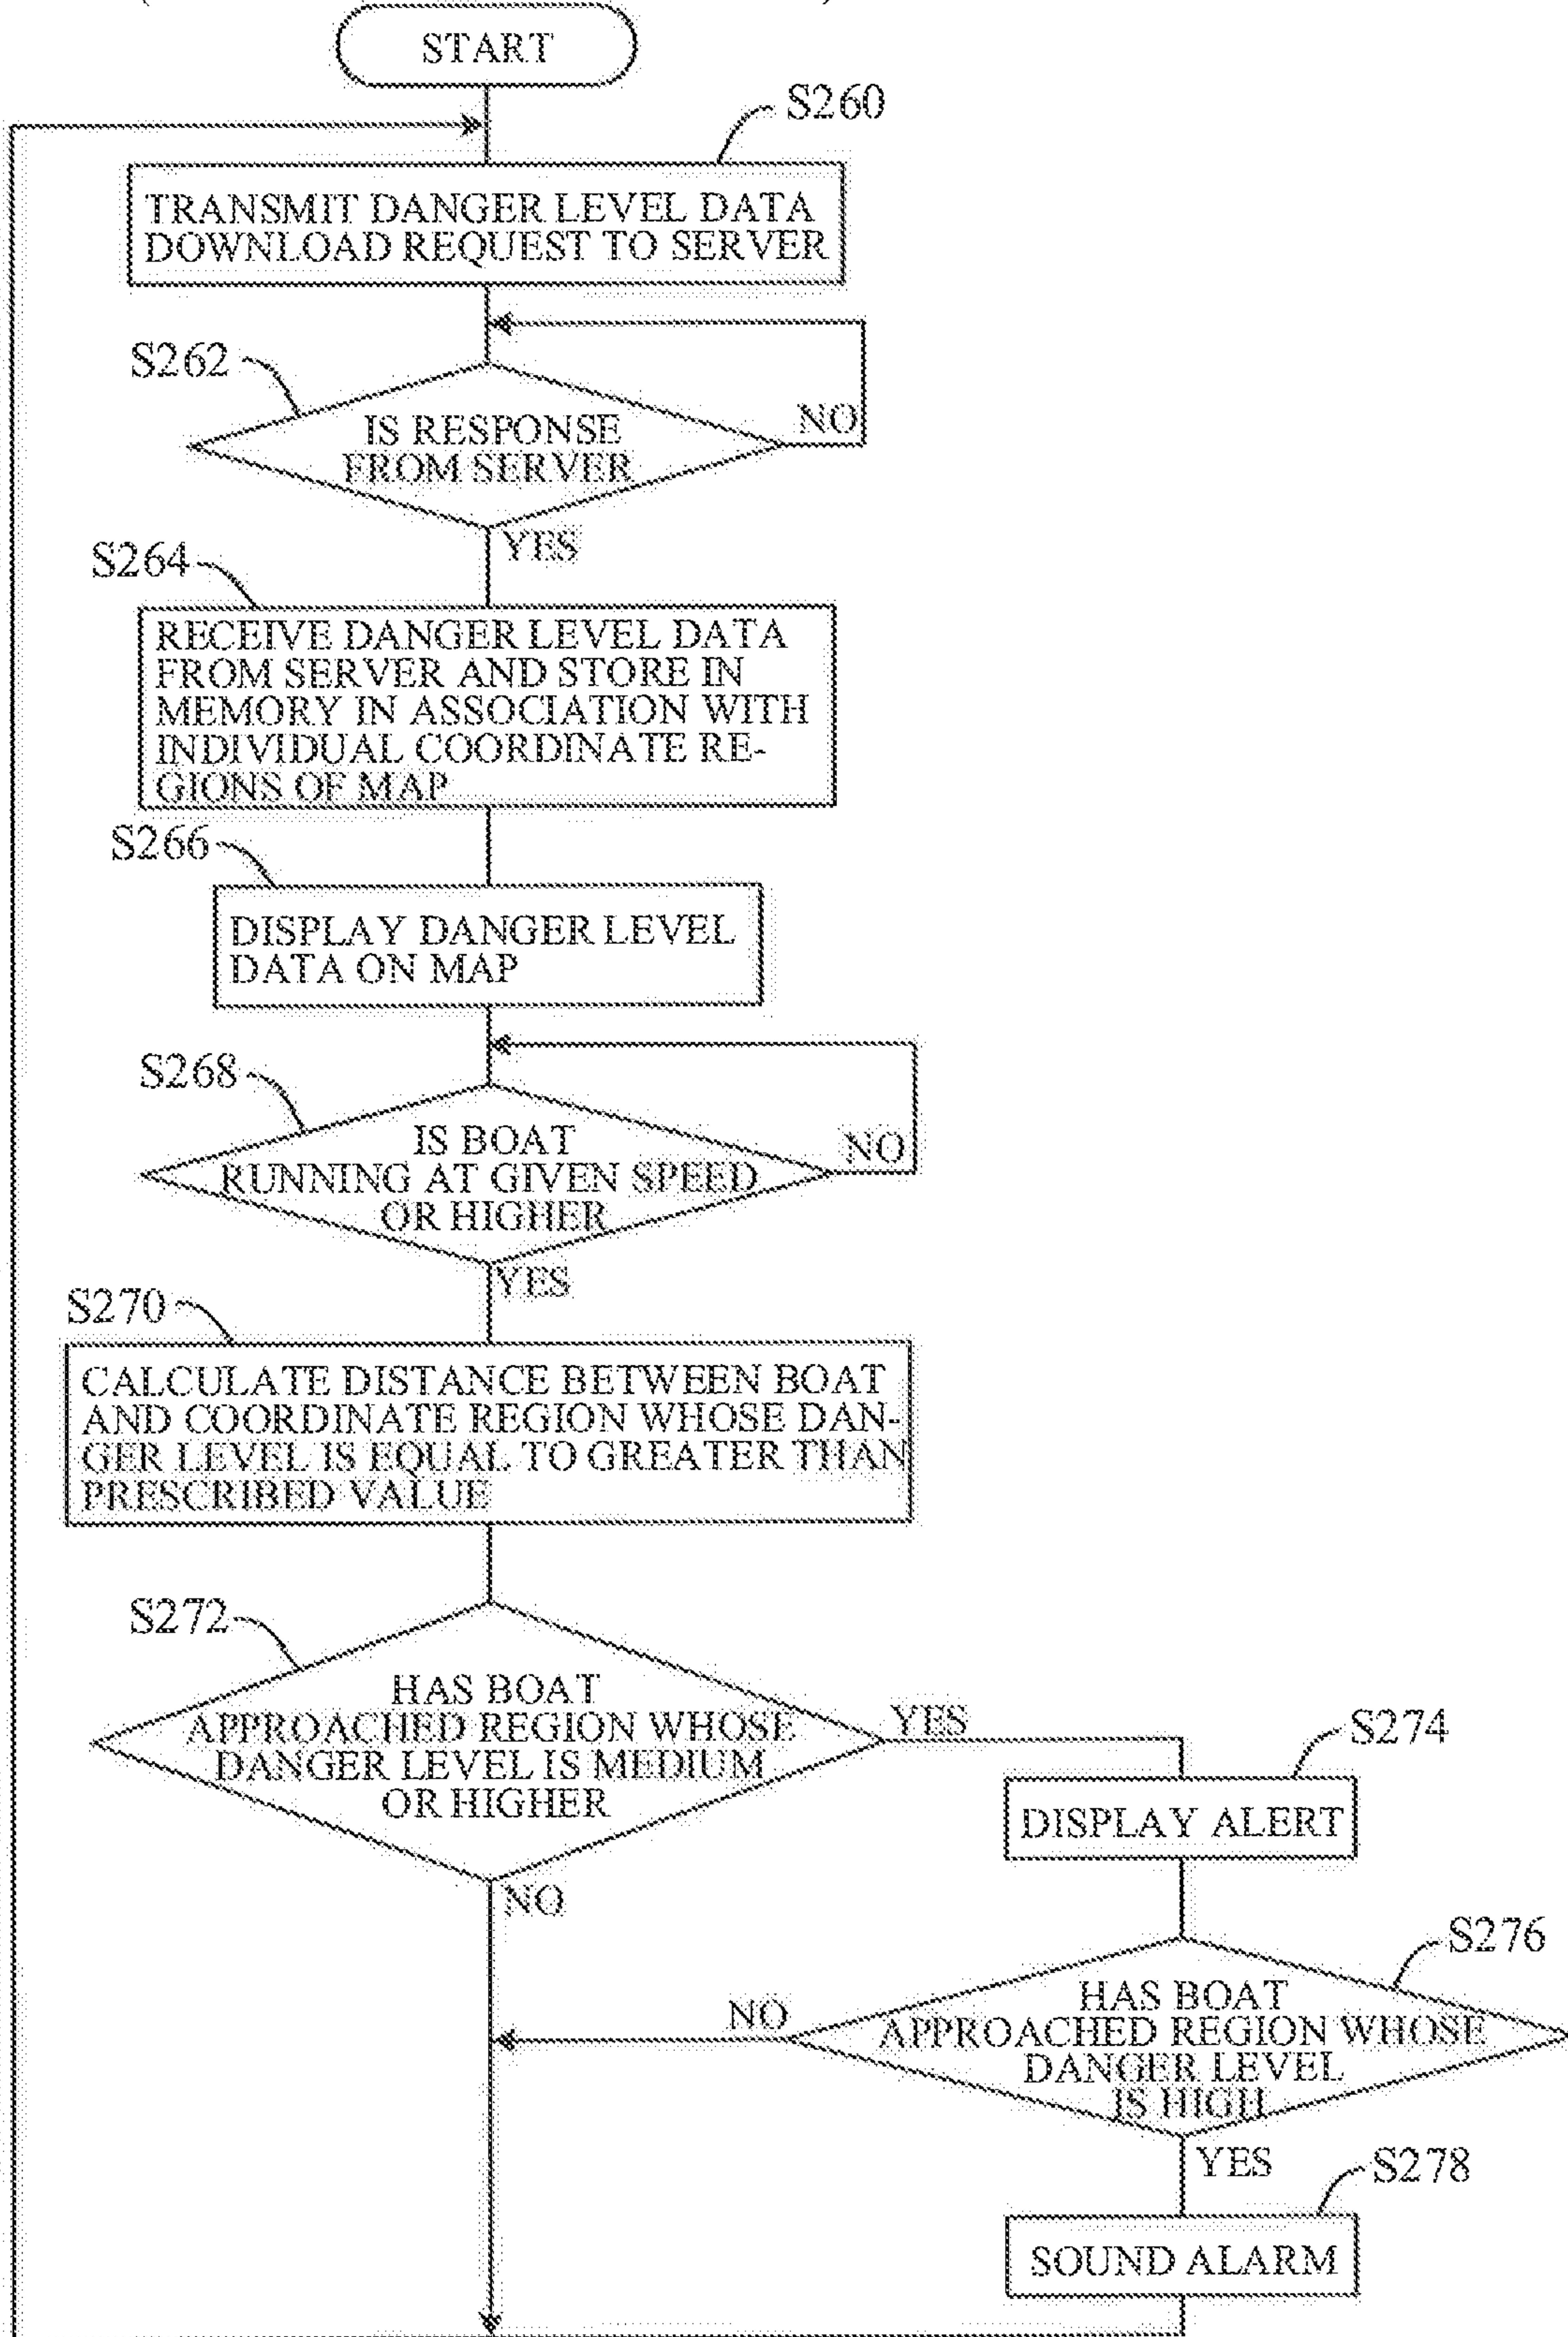 START
S260
TRANSMIT DANGER LEVEL DATA
DOWNLOAD REQUEST TO SERVER
S262
IS RESPONSE
FROM SERVER
NO
YES
S264
RECEIVE DANGER LEVEL DATA
FROM SERVER AND STORE IN
MEMORY IN ASSOCIATION WITH
INDIVIDUAL COORDINATE RE-
GIONS OF MAP
S266
DISPLAY DANGER LEVEL
DATA ON MAP
S268
IS BOAT
RUNNING AT GIVEN SPEED
OR HIGHER
NO
YES
S270
CALCULATE DISTANCE BETWEEN BOAT
AND COORDINATE REGION WHOSE DAN-
GER LEVEL IS EQUAL TO GREATER THAN
PRESCRIBED VALUE
S272
HAS BOAT
APPROACHED REGION WHOSE
DANGER LEVEL IS MEDIUM
OR HIGHER
YES
NO
S274
DISPLAY ALERT
S276
HAS BOAT
APPROACHED REGION WHOSE
DANGER LEVEL
IS HIGH
NO
YES
S278
SOUND ALARM